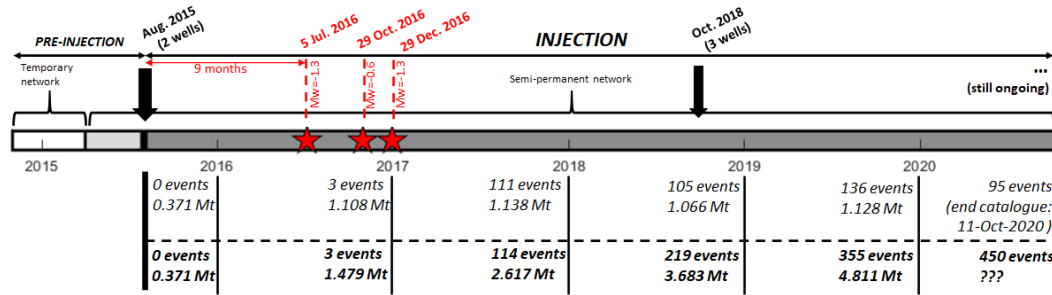 Aug. 2015
(2 wells)
5 Jul. 2016
29 Oct. 2016
29 Dec. 2016
Oct. 2018
(3 wells)
PRE-INJECTION
INJECTION
Temporary
network
9 months
Mw=-1.3
Mw=-0.6
Mw=-1.3
Semi-permanent network
...
(still ongoing)
2015
2016
2017
2018
2019
2020
0 events
0.371 Mt
3 events
1.108 Mt
111 events
1.138 Mt
105 events
1.066 Mt
136 events
1.128 Mt
95 events
(end catalogue:
11-Oct-2020 )
0 events
0.371 Mt
3 events
1.479 Mt
114 events
2.617 Mt
219 events
3.683 Mt
355 events
4.811 Mt
450 events
???